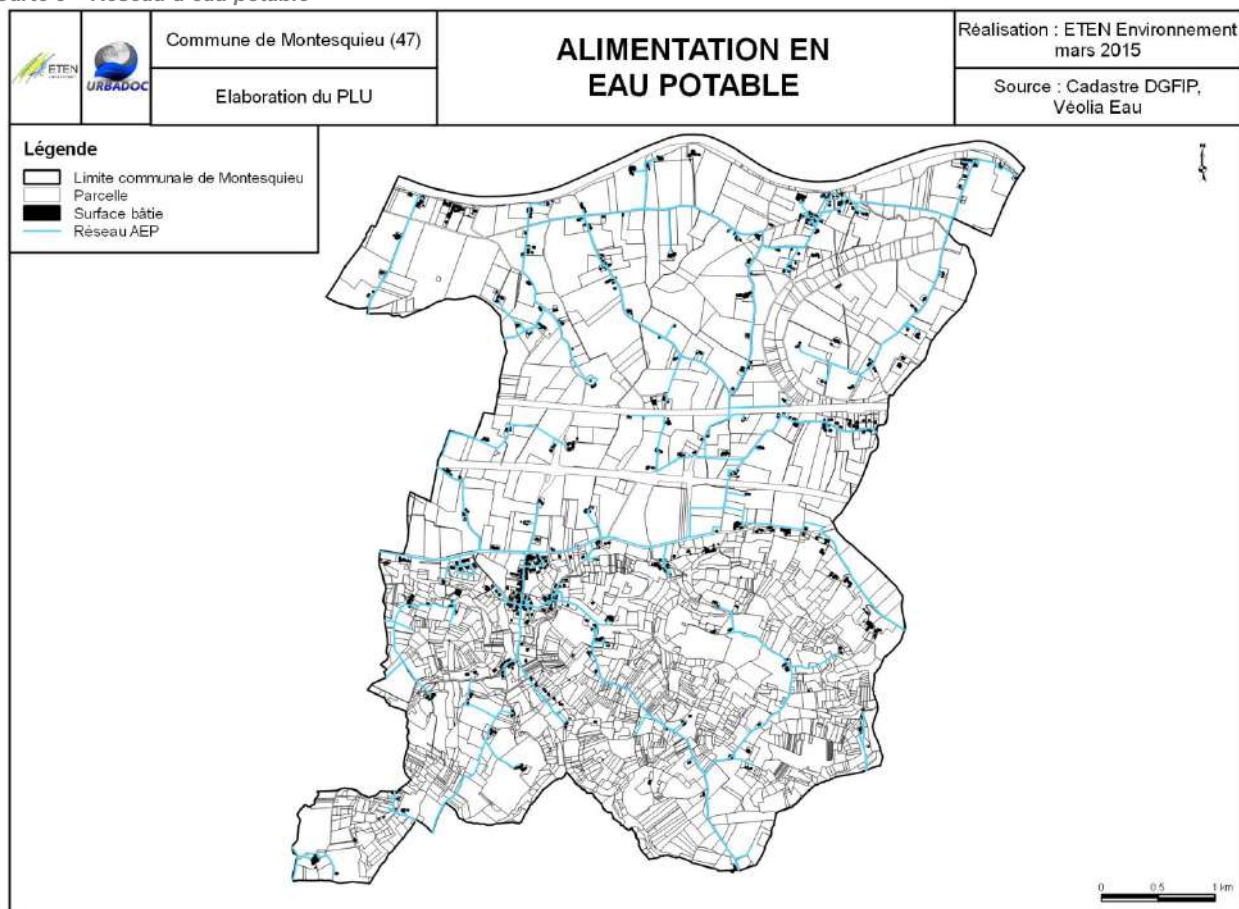 ETEN
URBADOC
Commune de Montesquieu (47)
Elaboration du PLU
ALIMENTATION EN
EAU POTABLE
Réalisation : ETEN Environnement
mars 2015
Source : Cadastre DGFIP,
Véolia Eau
Légende
Limite communale de Montesquieu
Parcelle
Surface bâtie
Réseau AEP
N
0 0.5 1 km